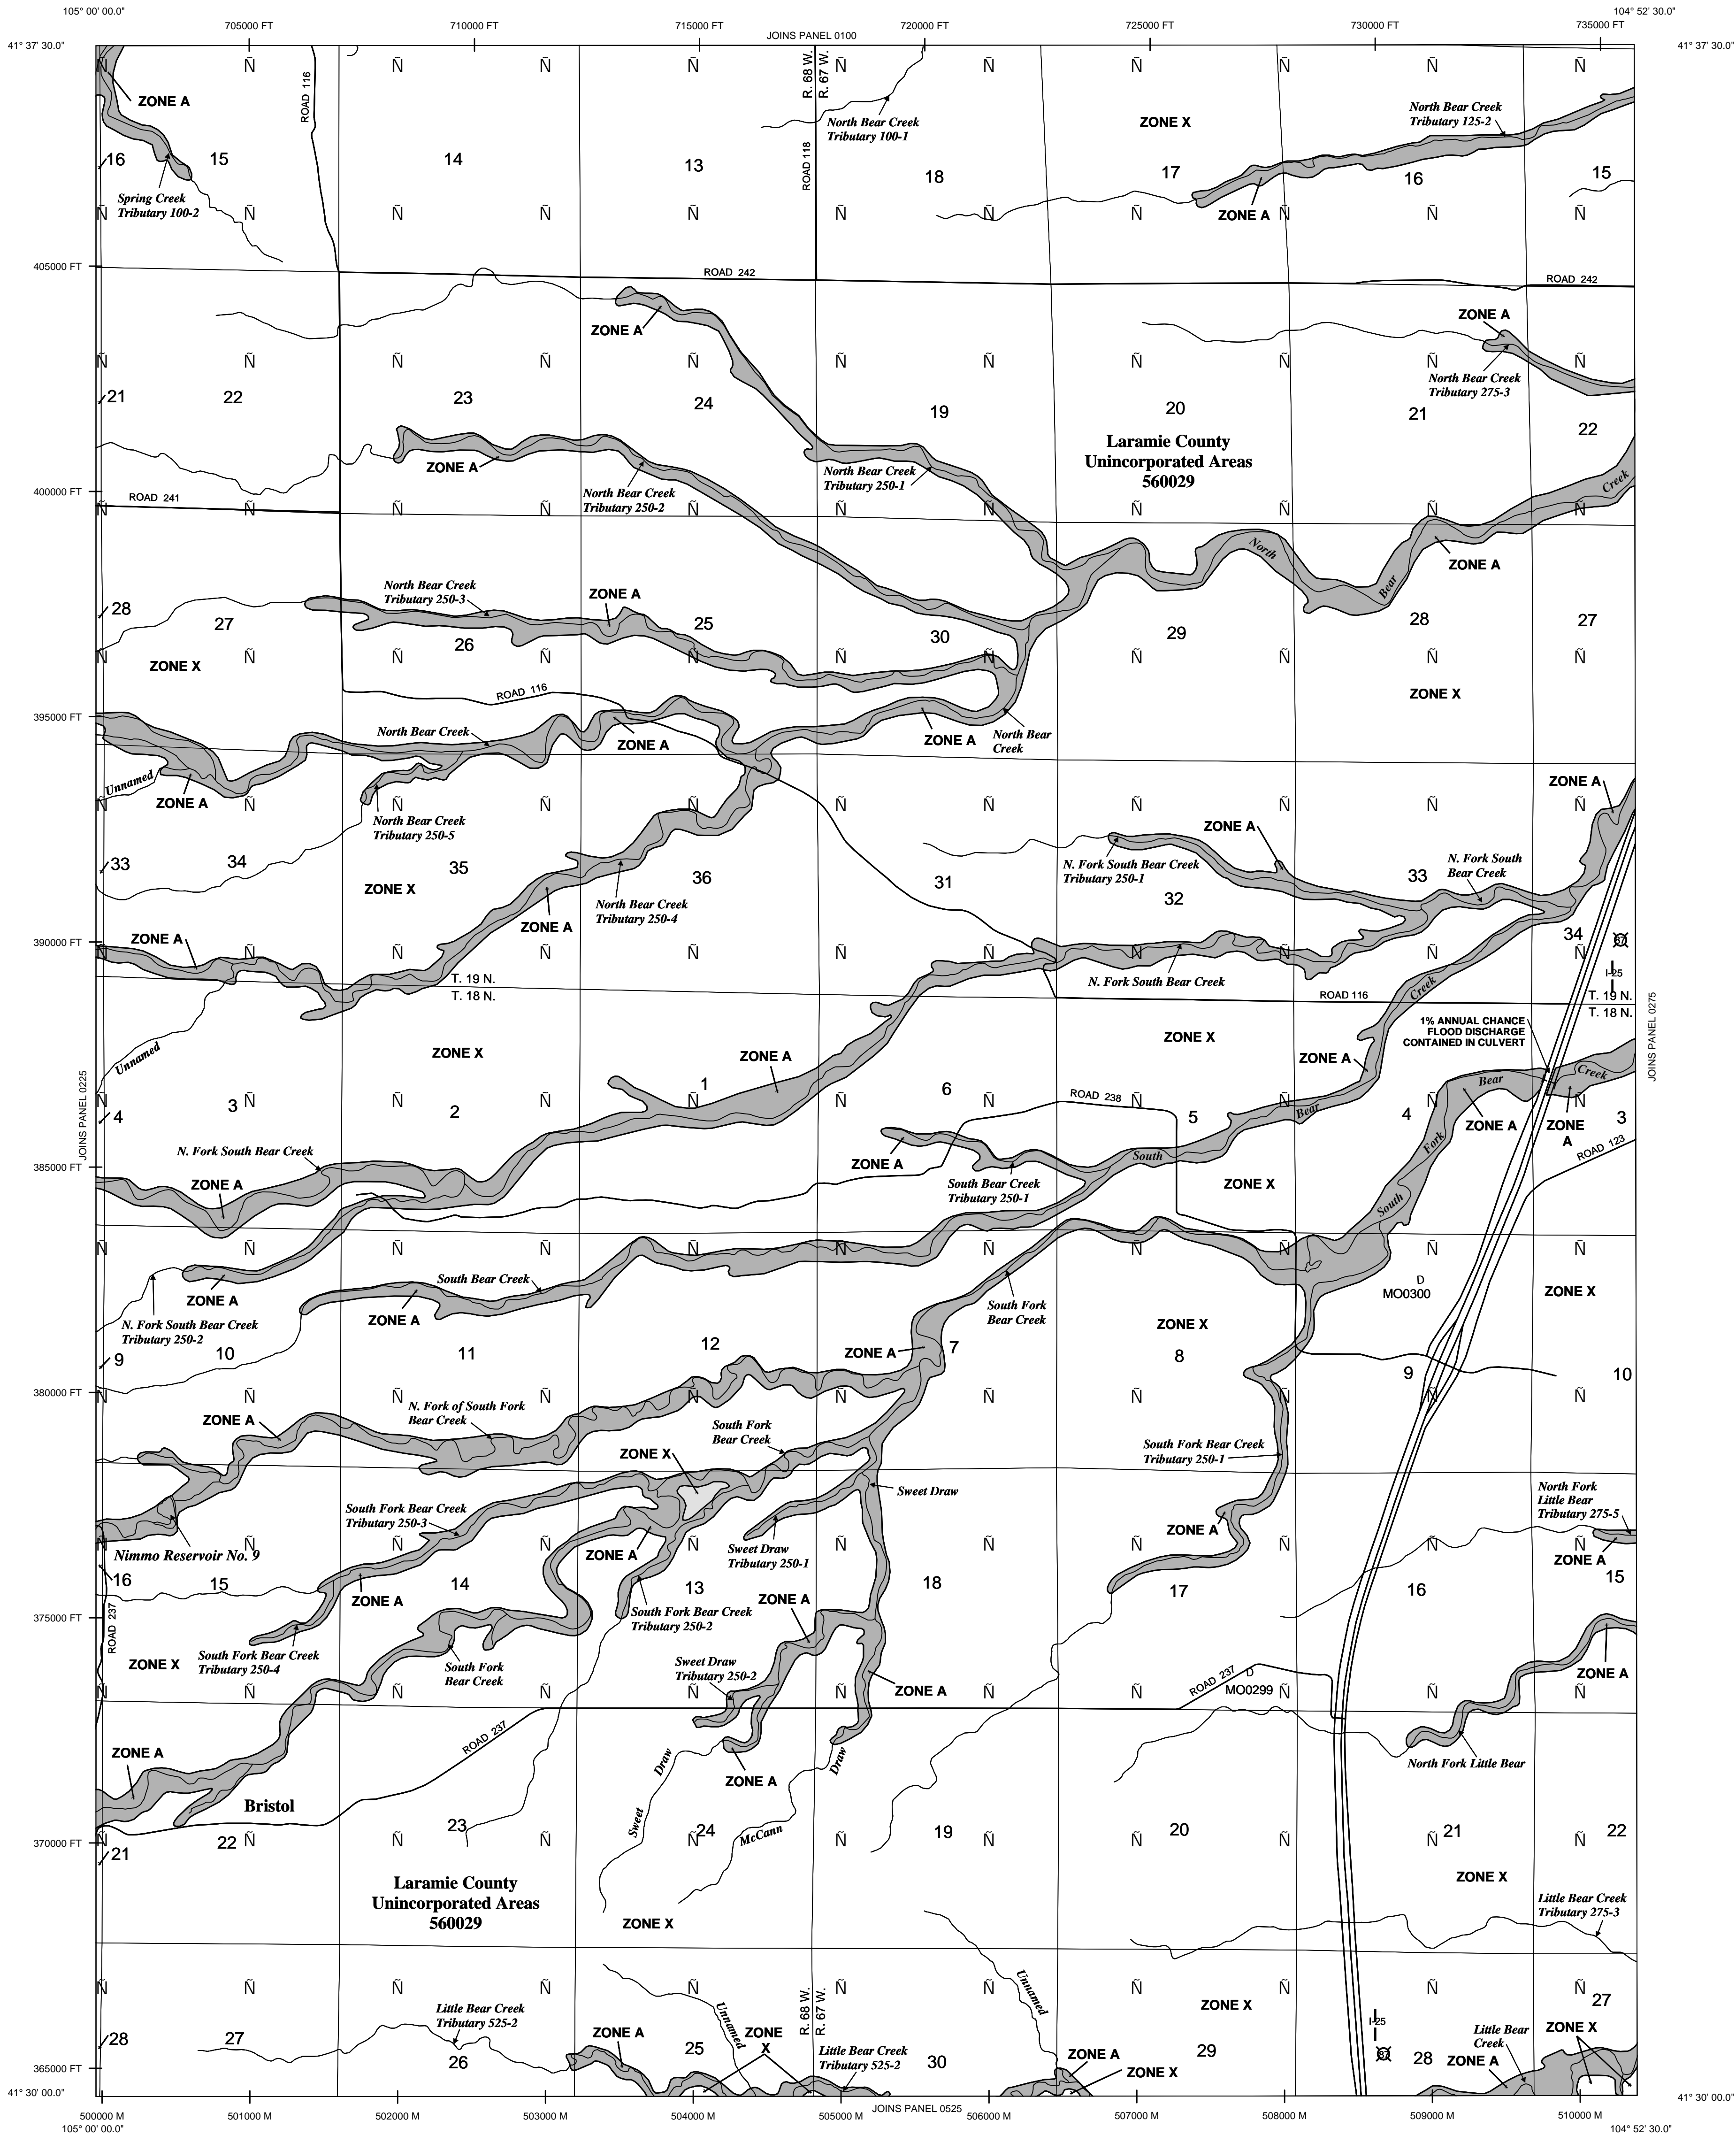 105° 00' 00.0"
104° 52' 30.0"
705000 FT
710000 FT
715000 FT
720000 FT
725000 FT
730000 FT
735000 FT
JOINS PANEL 0100
41° 37' 30.0"
41° 37' 30.0"
Ñ Ñ Ñ Ñ Ñ Ñ Ñ Ñ Ñ Ñ Ñ
ZONE A
ROAD 116
R. 68 W.
R. 67 W.
North Bear Creek
Tributary 100-1
ZONE X
North Bear Creek
Tributary 125-2
16
15
14
13
18
17
16
15
ROAD 118
Spring Creek
Tributary 100-2
ZONE A
Ñ Ñ Ñ Ñ Ñ Ñ Ñ Ñ Ñ Ñ Ñ
405000 FT
ROAD 242
ROAD 242
ZONE A
ZONE A
Ñ Ñ Ñ Ñ Ñ Ñ Ñ Ñ Ñ Ñ Ñ
North Bear Creek
Tributary 275-3
21
22
23
24
19
20
21
22
Laramie County
Unincorporated Areas
560029
ZONE A
North Bear Creek
Tributary 250-1
North Bear Creek
Tributary 250-2
Creek
400000 FT
ROAD 241
Ñ Ñ Ñ Ñ Ñ Ñ Ñ Ñ Ñ Ñ Ñ
North
Bear
ZONE A
North Bear Creek
Tributary 250-3
ZONE A
28
27
26
25
30
29
28
27
ZONE X
Ñ Ñ Ñ Ñ Ñ Ñ Ñ Ñ Ñ Ñ Ñ
ROAD 116
ZONE X
395000 FT
North Bear Creek
ZONE A
ZONE A
North Bear
Creek
Unnamed
ZONE A
ZONE A
Ñ Ñ Ñ Ñ Ñ Ñ Ñ Ñ Ñ Ñ Ñ
North Bear Creek
Tributary 250-5
ZONE A
N. Fork South Bear Creek
Tributary 250-1
N. Fork South
Bear Creek
33
34
35
36
31
32
33
34
ZONE X
North Bear Creek
Tributary 250-4
ZONE A
390000 FT
ZONE A
Ñ Ñ Ñ Ñ Ñ Ñ Ñ Ñ Ñ Ñ Ñ
87
I-25
N. Fork South Bear Creek
Creek
T. 19 N.
T. 18 N.
ROAD 116
T. 19 N.
T. 18 N.
Unnamed
ZONE X
ZONE A
ZONE X
ZONE A
1% ANNUAL CHANCE
FLOOD DISCHARGE
CONTAINED IN CULVERT
JOINS PANEL 0225
JOINS PANEL 0275
4
3
2
1
6
5
4
3
Ñ Ñ Ñ Ñ Ñ Ñ Ñ Ñ Ñ Ñ
ROAD 238
Bear
Bear
Creek
Fork
ZONE A
ZONE
A
ROAD 123
385000 FT
N. Fork South Bear Creek
ZONE A
ZONE A
South
South Bear Creek
Tributary 250-1
ZONE X
South
Ñ Ñ Ñ Ñ Ñ Ñ Ñ Ñ Ñ Ñ Ñ
ZONE A
South Bear Creek
ZONE A
South Fork
Bear Creek
D
MO0300
ZONE X
N. Fork South Bear Creek
Tributary 250-2
ZONE X
9
10
11
12
7
8
9
10
ZONE A
380000 FT
Ñ Ñ Ñ Ñ Ñ Ñ Ñ Ñ Ñ Ñ Ñ
ZONE A
N. Fork of South Fork
Bear Creek
South Fork
Bear Creek
ZONE X
South Fork Bear Creek
Tributary 250-1
Sweet Draw
South Fork Bear Creek
Tributary 250-3
North Fork
Little Bear
Tributary 275-5
Ñ Ñ Ñ Ñ Ñ Ñ Ñ Ñ Ñ Ñ Ñ
Nimmo Reservoir No. 9
ZONE A
Sweet Draw
Tributary 250-1
ZONE A
ZONE A
16
15
14
13
18
17
16
15
ZONE A
ZONE A
South Fork Bear Creek
Tributary 250-2
375000 FT
ROAD 237
ZONE X
South Fork Bear Creek
Tributary 250-4
South Fork
Bear Creek
Sweet Draw
Tributary 250-2
ZONE A
ROAD 237
D
MO0299
ZONE A
Ñ Ñ Ñ Ñ Ñ Ñ Ñ Ñ Ñ Ñ Ñ
ROAD 237
ZONE A
Draw
Draw
ZONE A
North Fork Little Bear
Bristol
Sweet
McCann
370000 FT
21
22
23
24
19
20
21
22
Ñ Ñ Ñ Ñ Ñ Ñ Ñ Ñ Ñ Ñ
Laramie County
Unincorporated Areas
560029
ZONE X
ZONE X
Little Bear Creek
Tributary 275-3
Ñ Ñ Ñ Ñ Ñ Ñ Ñ Ñ Ñ Ñ Ñ
Unnamed
Unnamed
R. 68 W.
R. 67 W.
ZONE X
28
27
26
25
30
29
28
27
Little Bear Creek
Tributary 525-2
ZONE A
ZONE
X
Little Bear Creek
Tributary 525-2
ZONE A
ZONE X
I-25
87
Little Bear
Creek
ZONE A
ZONE X
365000 FT
41° 30' 00.0"
41° 30' 00.0"
JOINS PANEL 0525
500000 M
501000 M
502000 M
503000 M
504000 M
505000 M
506000 M
507000 M
508000 M
509000 M
510000 M
105° 00' 00.0"
104° 52' 30.0"